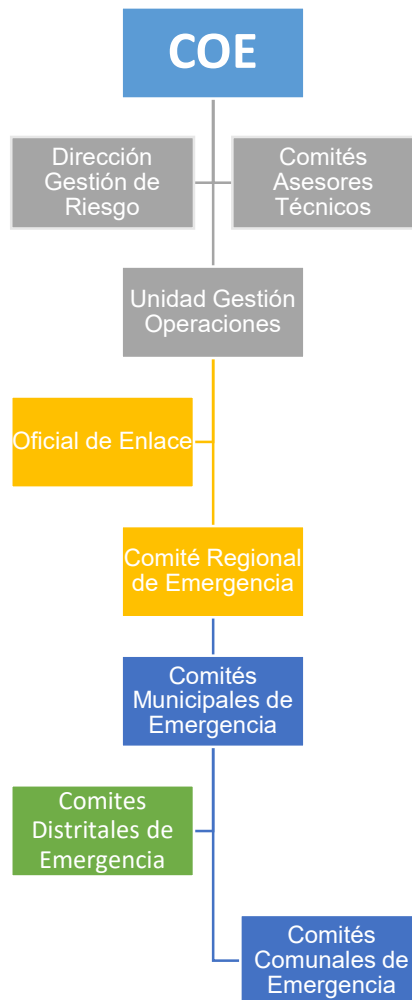 COE
Dirección
Gestión de
Riesgo
Comités
Asesores
Técnicos
Unidad Gestión
Operaciones
Oficial de Enlace
Comité Regional
de Emergencia
Comités
Municipales de
Emergencia
Comites
Distritales de
Emergencia
Comités
Comunales de
Emergencia